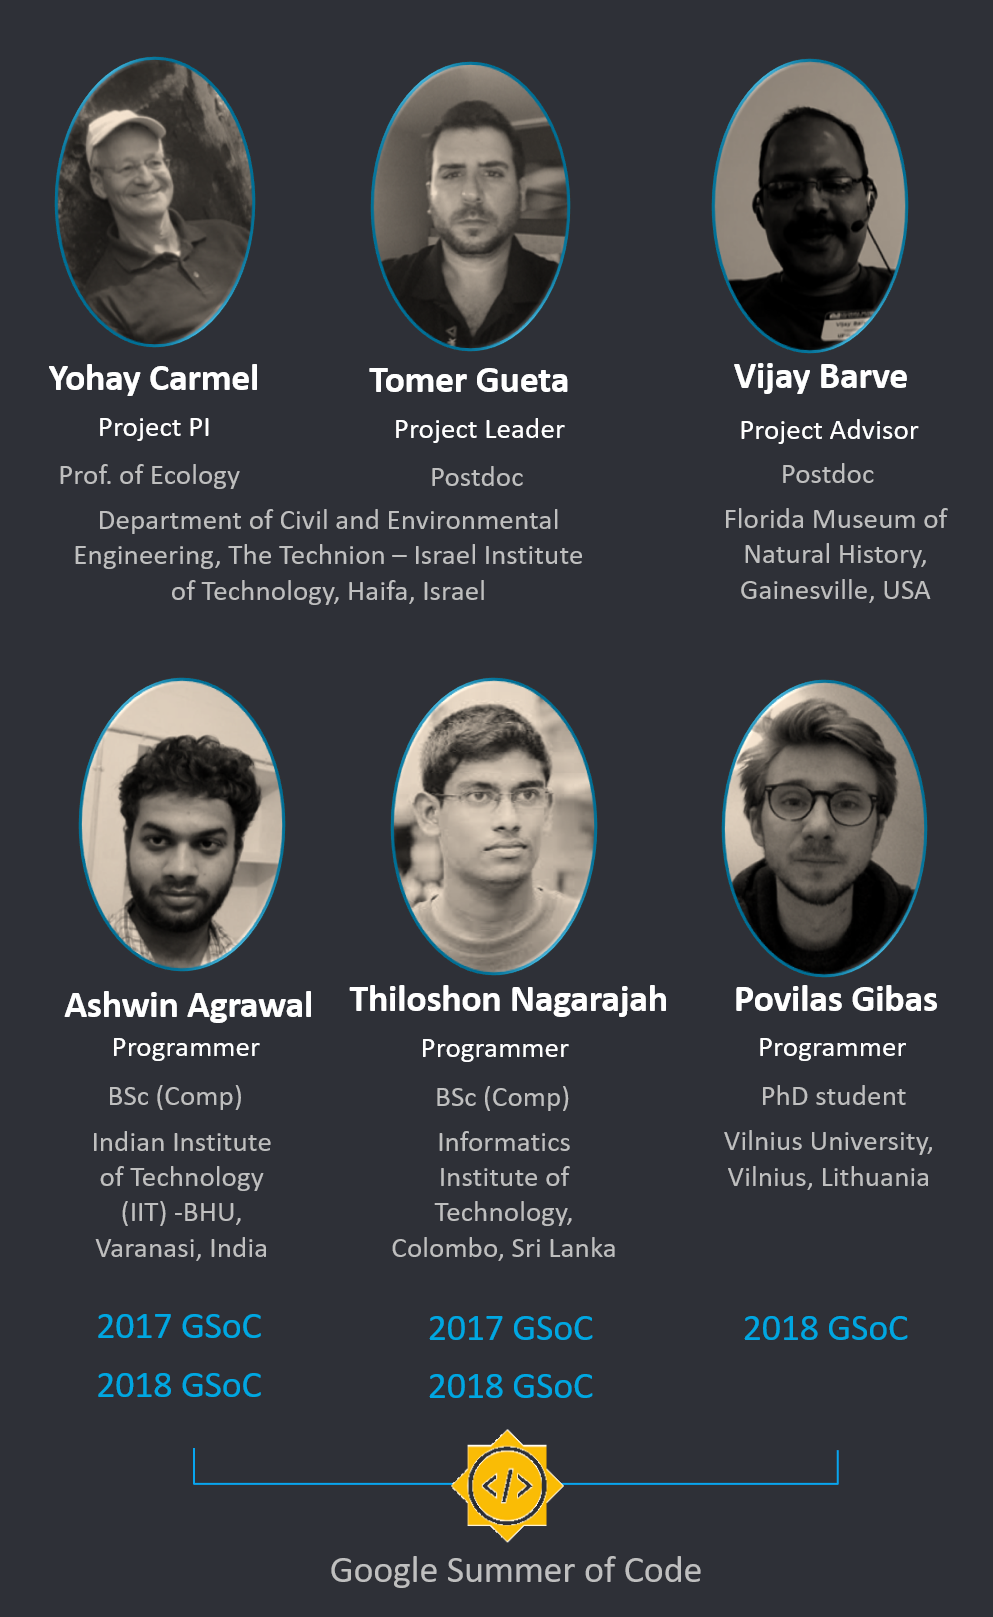 Yohay Carmel
Project PI
Prof. of Ecology
Tomer Gueta
Project Leader
Postdoc
Department of Civil and Environmental
Engineering, The Technion – Israel Institute
of Technology, Haifa, Israel
Vijay Barve
Project Advisor
Postdoc
Florida Museum of
Natural History,
Gainesville, USA
Ashwin Agrawal
Programmer
BSc (Comp)
Indian Institute
of Technology
(IIT) -BHU,
Varanasi, India
2017 GSoC
2018 GSoC
Thiloshon Nagarajah
Programmer
BSc (Comp)
Informatics
Institute of
Technology,
Colombo, Sri Lanka
2017 GSoC
2018 GSoC
Povilas Gibas
Programmer
PhD student
Vilnius University,
Vilnius, Lithuania
2018 GSoC
</>
Google Summer of Code